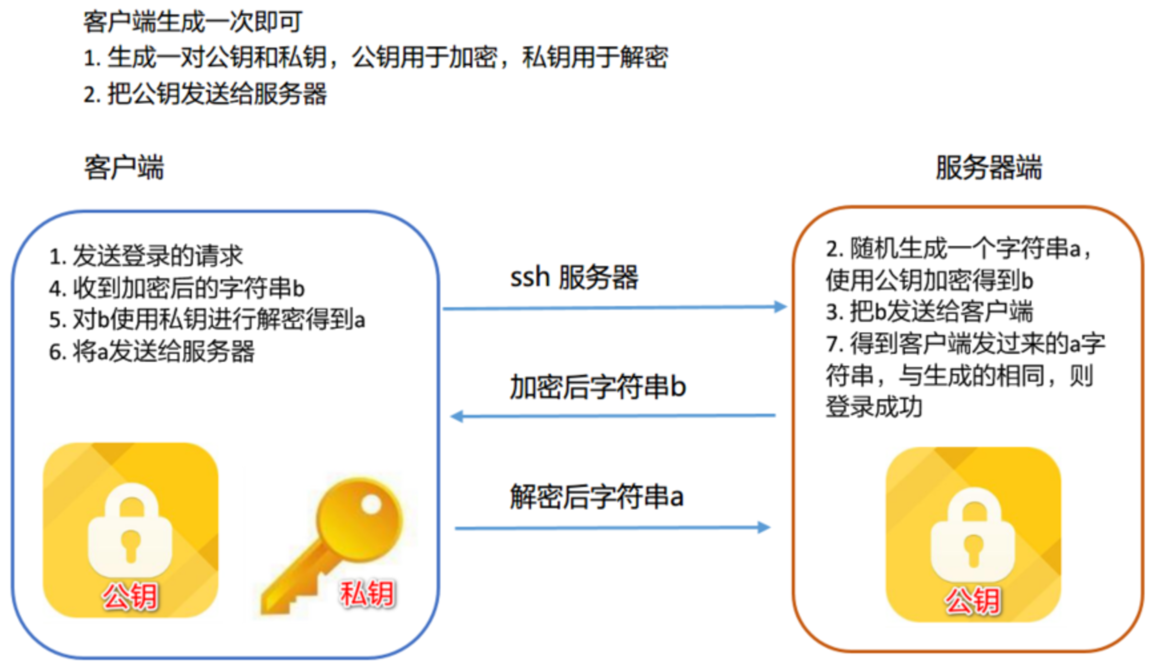 客户端生成一次即可
1. 生成一对公钥和私钥，公钥用于加密，私钥用于解密
2. 把公钥发送给服务器
客户端
服务器端
1. 发送登录的请求
4. 收到加密后的字符串b
5. 对b使用私钥进行解密得到a
6. 将a发送给服务器
ssh 服务器
加密后字符串b
解密后字符串a
2. 随机生成一个字符串a，
使用公钥加密得到b
3. 把b发送给客户端
7. 得到客户端发过来的a字
符串，与生成的相同，则
登录成功
公钥
私钥
公钥